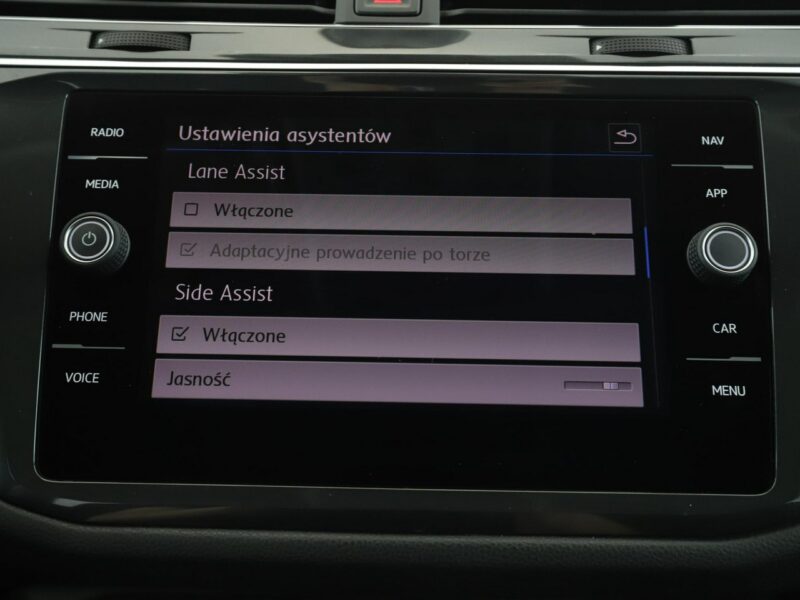 RADIO
MEDIA
PHONE
VOICE
Ustawienia asystentów
Lane Assist
Włączone
Adaptacyjne prowadzenie po torze
Side Assist
Włączone
Jasność
NAV
APP
CAR
MENU